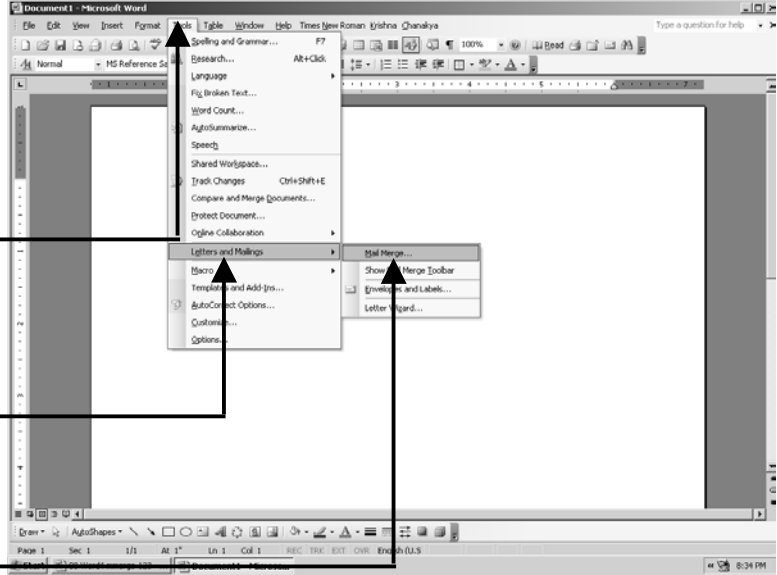 Document1 - Microsoft Word
File Edit View Insert Format Tools Table Window Help Times New Roman Krishna Chanakya Type a question for help
100% Read
Normal MS Reference Sa
Spelling and Grammar... F7
Research... Alt+Click
Language
Fix Broken Text...
Word Count...
AutoSummarize...
Speech
Shared Workspace...
Track Changes Ctrl+Shift+E
Compare and Merge Documents...
Protect Document...
Online Collaboration
Letters and Mailings
Macro
Templates and Add-Ins...
AutoCorrect Options...
Customize...
Options...
Mail Merge...
Show Mail Merge Toolbar
Envelopes and Labels...
Letter Wizard...
Draw AutoShapes
Page 1 Sec 1 1/1 At 1" Ln 1 Col 1 REC TRK EXT OVR English (U.S
Start Document1 - Microso... 8:34 PM